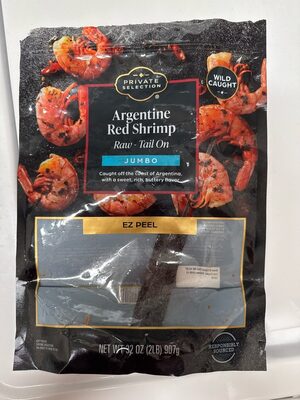 PRIVATE
SELECTION
WILD
CAUGHT
Argentine
Red Shrimp
Raw - Tail On
JUMBO
Caught off the coast of Argentina,
with a sweet, rich, buttery flavor
EZ PEEL
RESPONSIBLY
SOURCED
NET WT 32 OZ (2LB) 907g